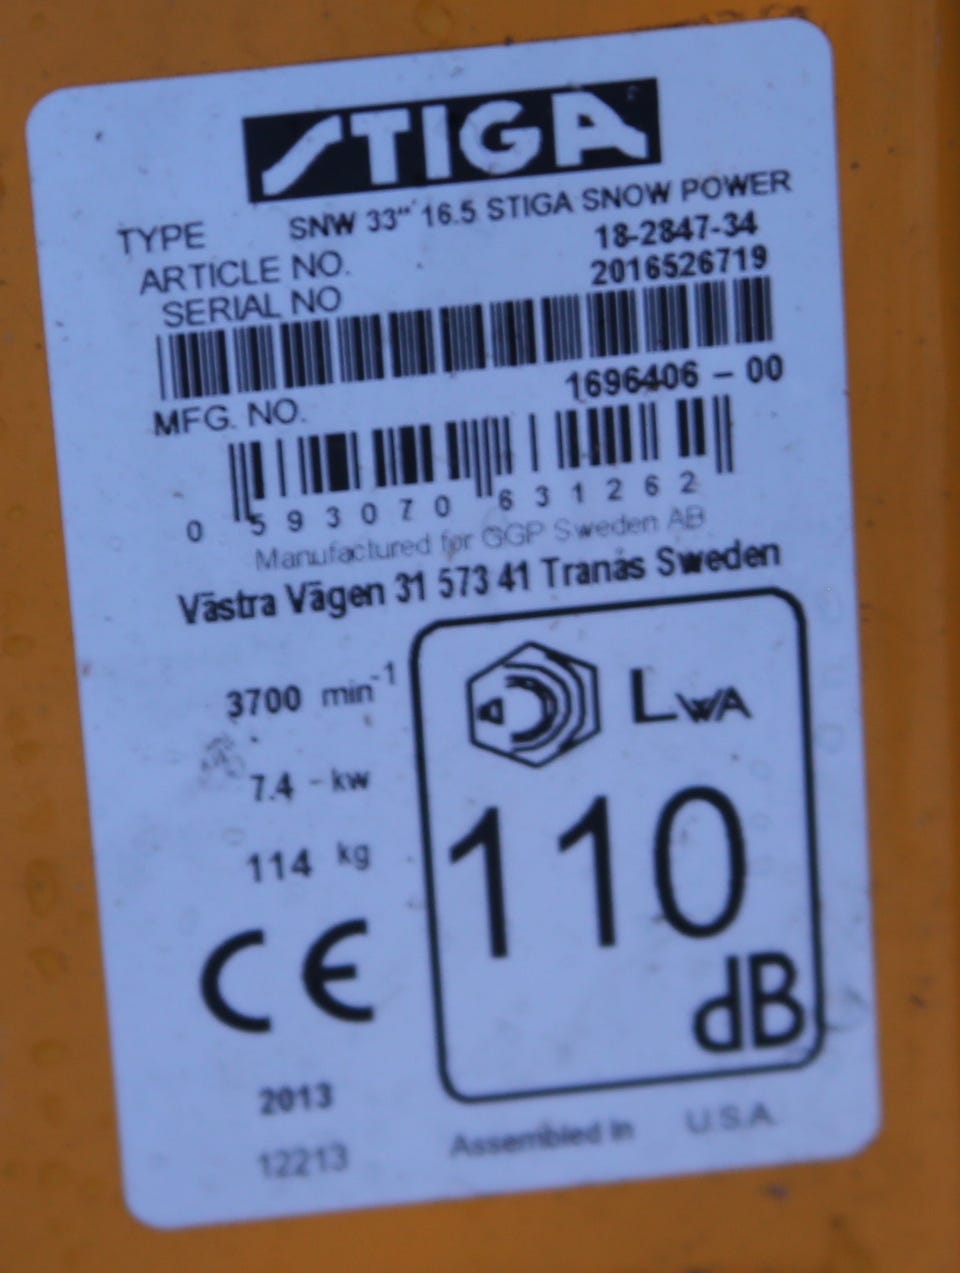 STIGA
TYPE SNW 33" 16.5 STIGA SNOW POWER
ARTICLE NO. 18-2847-34
SERIAL NO 2016526719
MFG. NO. 1696406 – 00
0 593070 631262
Manufactured for GGP Sweden AB
Västra Vägen 31 573 41 Tranås Sweden
3700 min-1
7.4 - kw
114 kg
CE
2013
12213
LWA
110
dB
Assembled in U.S.A.